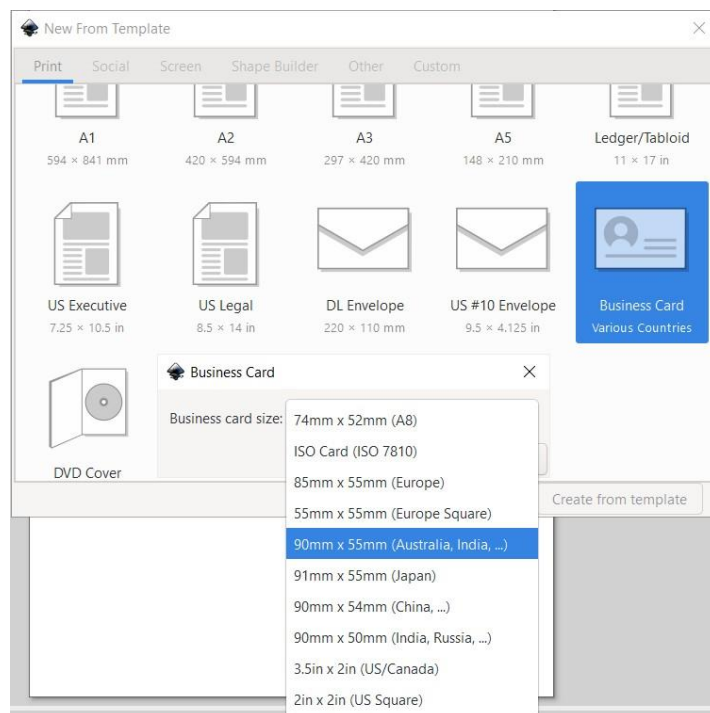 New From Template
Print Social Screen Shape Builder Other Custom
A1 A2 A3 A5 Ledger/Tabloid
594 × 841 mm 420 × 594 mm 297 × 420 mm 148 × 210 mm 11 × 17 in
US Executive US Legal DL Envelope US #10 Envelope Business Card
7.25 × 10.5 in 8.5 × 14 in 220 × 110 mm 9.5 × 4.125 in Various Countries
Business Card
Business card size:
74mm x 52mm (A8)
ISO Card (ISO 7810)
85mm x 55mm (Europe)
55mm x 55mm (Europe Square)
90mm x 55mm (Australia, India, ...)
91mm x 55mm (Japan)
90mm x 54mm (China, ...)
90mm x 50mm (India, Russia, ...)
3.5in x 2in (US/Canada)
2in x 2in (US Square)
DVD Cover
Create from template